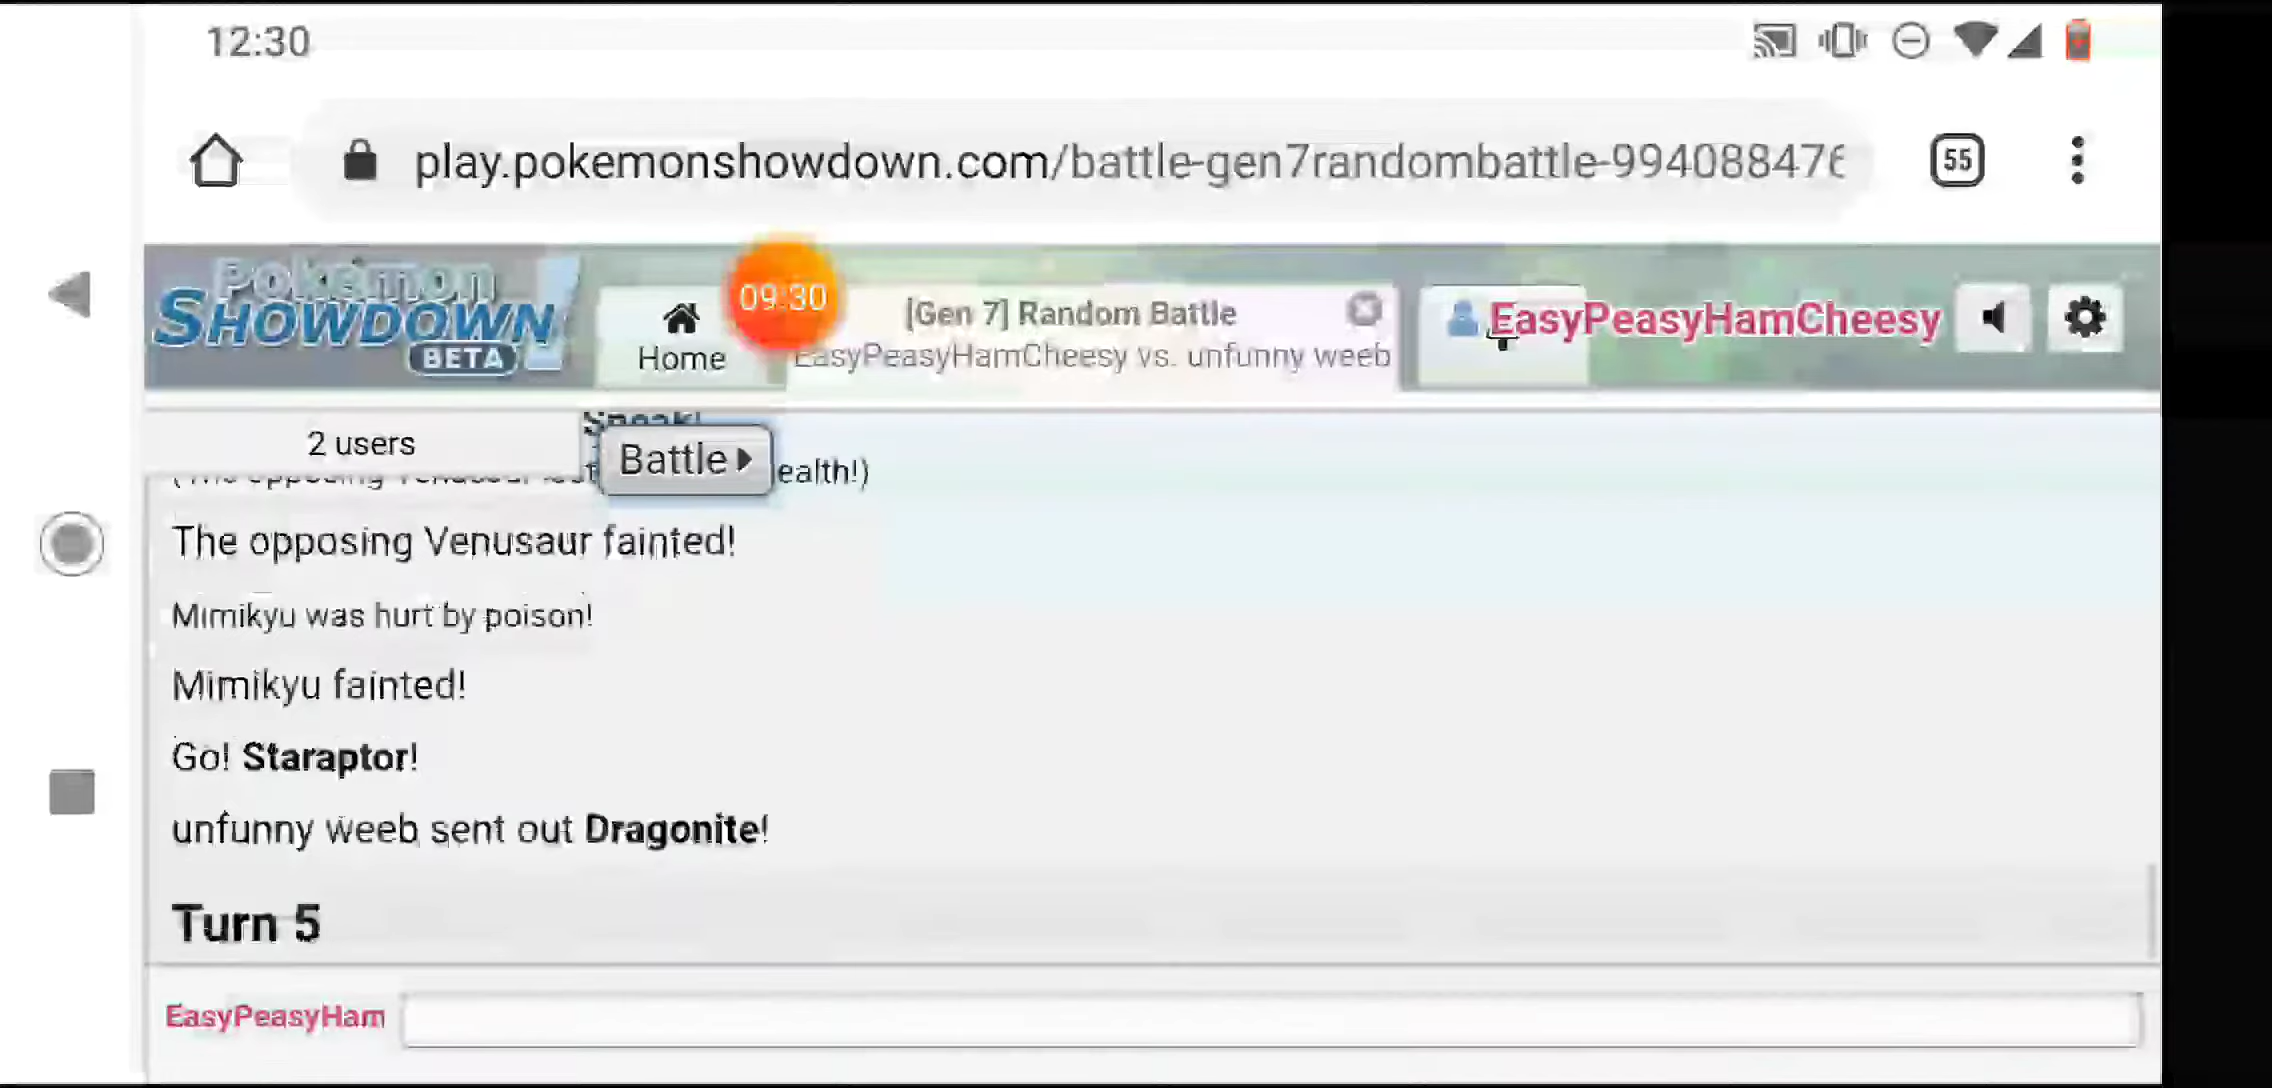 12:30
play.pokemonshowdown.com/battle-gen7randombattle-994088476
55
Pokémon
SHOWDOWN!
BETA
Home
09:30
[Gen 7] Random Battle
EasyPeasyHamCheesy vs. unfunny weeb
EasyPeasyHamCheesy
2 users
Sneak!
Battle
ealth!)
The opposing Venusaur fainted!
Mimikyu was hurt by poison!
Mimikyu fainted!
Go! Staraptor!
unfunny weeb sent out Dragonite!
Turn 5
EasyPeasyHam